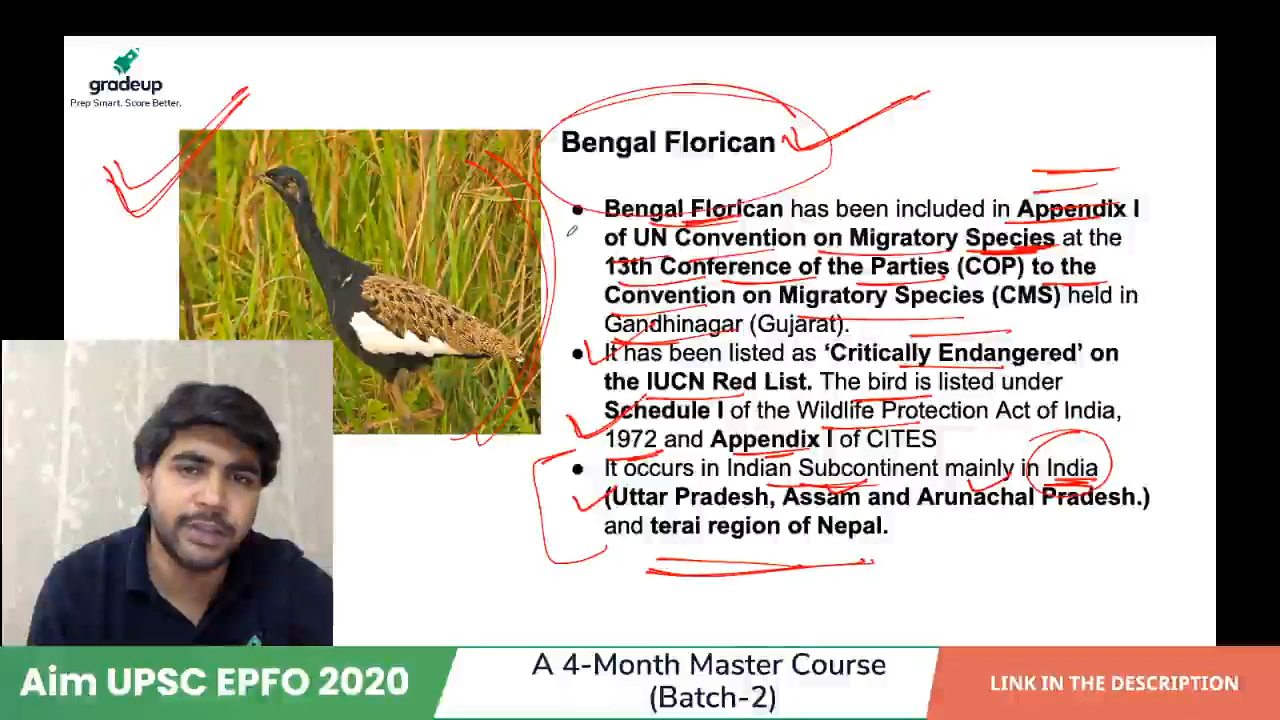 gradeup
Prep Smart. Score Better.
Bengal Florican
● Bengal Florican has been included in Appendix I
of UN Convention on Migratory Species at the
13th Conference of the Parties (COP) to the
Convention on Migratory Species (CMS) held in
Gandhinagar (Gujarat).
● It has been listed as ‘Critically Endangered’ on
the IUCN Red List. The bird is listed under
Schedule I of the Wildlife Protection Act of India,
1972 and Appendix I of CITES
● It occurs in Indian Subcontinent mainly in India
(Uttar Pradesh, Assam and Arunachal Pradesh.)
and terai region of Nepal.
Aim UPSC EPFO 2020
A 4-Month Master Course
(Batch-2)
LINK IN THE DESCRIPTION